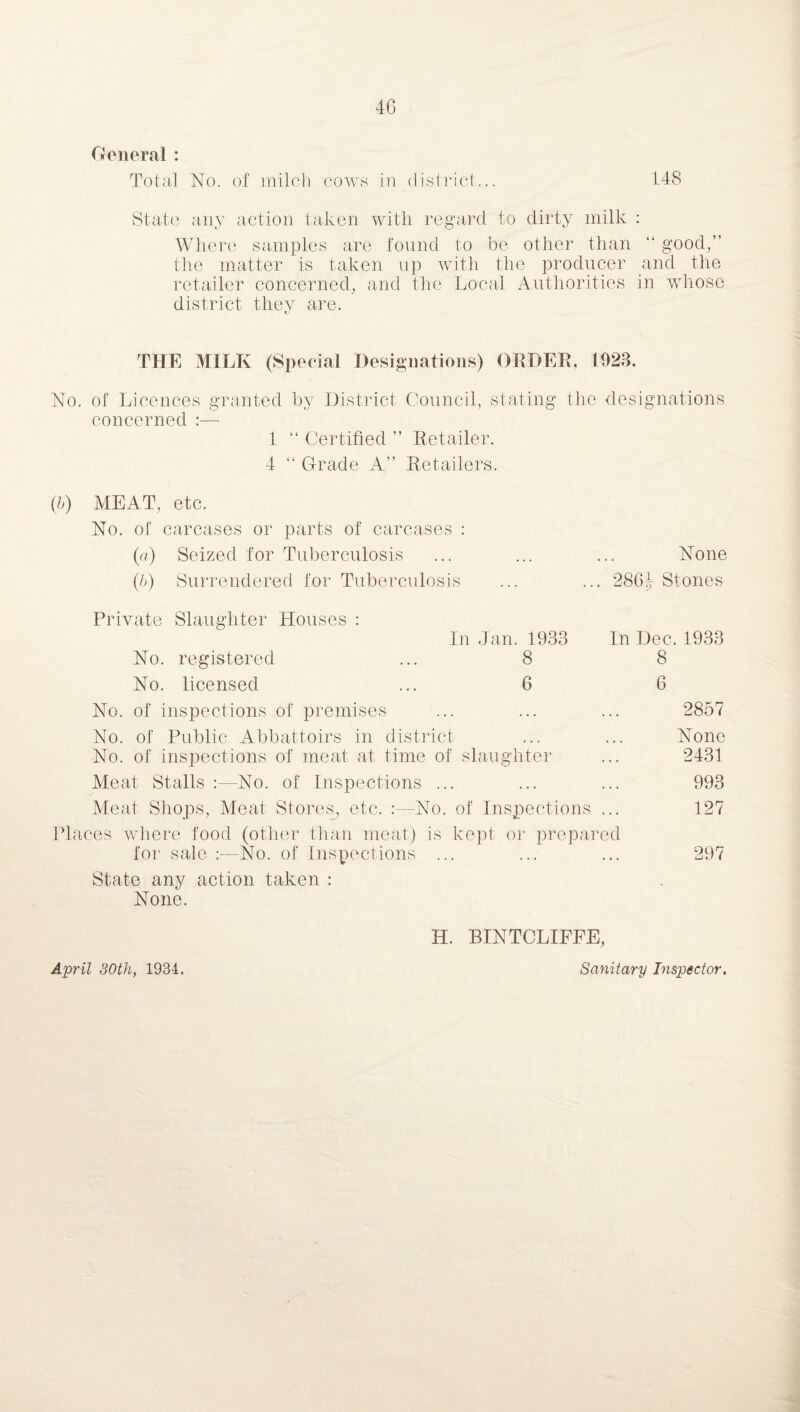 46
General :
Total No. of milch cows in district... 148
State any action taken with regard to dirty milk :
Where samples are found to be other than “ good,”
the matter is taken up with the producer and the
retailer concerned, and the Local Authorities in whose
district they are.
THE MILK (Special Designations) ORDER, 1923.
No. of Licences granted by District Council, stating the designations
concerned :—
1 “ Certified ” Retailer.
4 “ Grade A” Retailers.
(b) MEAT, etc.
No. of carcases or parts of carcases :
(a) Seized for Tuberculosis ... ... ... None
(b) Surrendered for Tuberculosis ... ... 286½ Stones
Private Slaughter Houses :
In Jan. 1933 In Dec. 1933
No. registered ... 8 8
No. licensed ... 6 6
No. of inspections of premises ... ... ... 2857
No. of Public Abbattoirs in district ... ... None
No. of inspections of meat at time of slaughter ... 2431
Meat Stalls :—No. of Inspections ... ... ... 993
Meat Shops, Meat Stores, etc. :—No. of Inspections ... 127
Places where food (other than meat) is kept or prepared
for sale :—No. of Inspections ... ... ... 297
State any action taken :
None.
H. BINTCLIFFE,
April 30th, 1934. Sanitary Inspector.